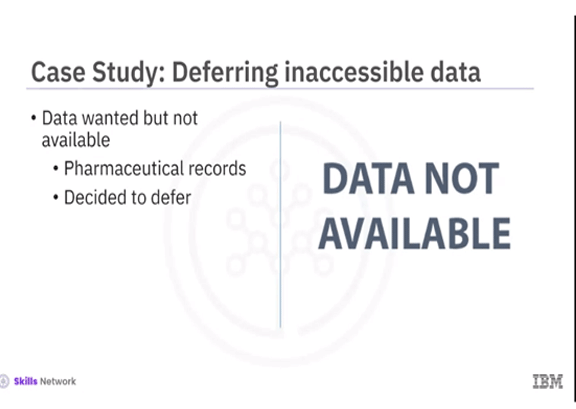 Case Study: Deferring inaccessible data
• Data wanted but not
available
• Pharmaceutical records
• Decided to defer
DATA NOT
AVAILABLE
Skills Network
IBM